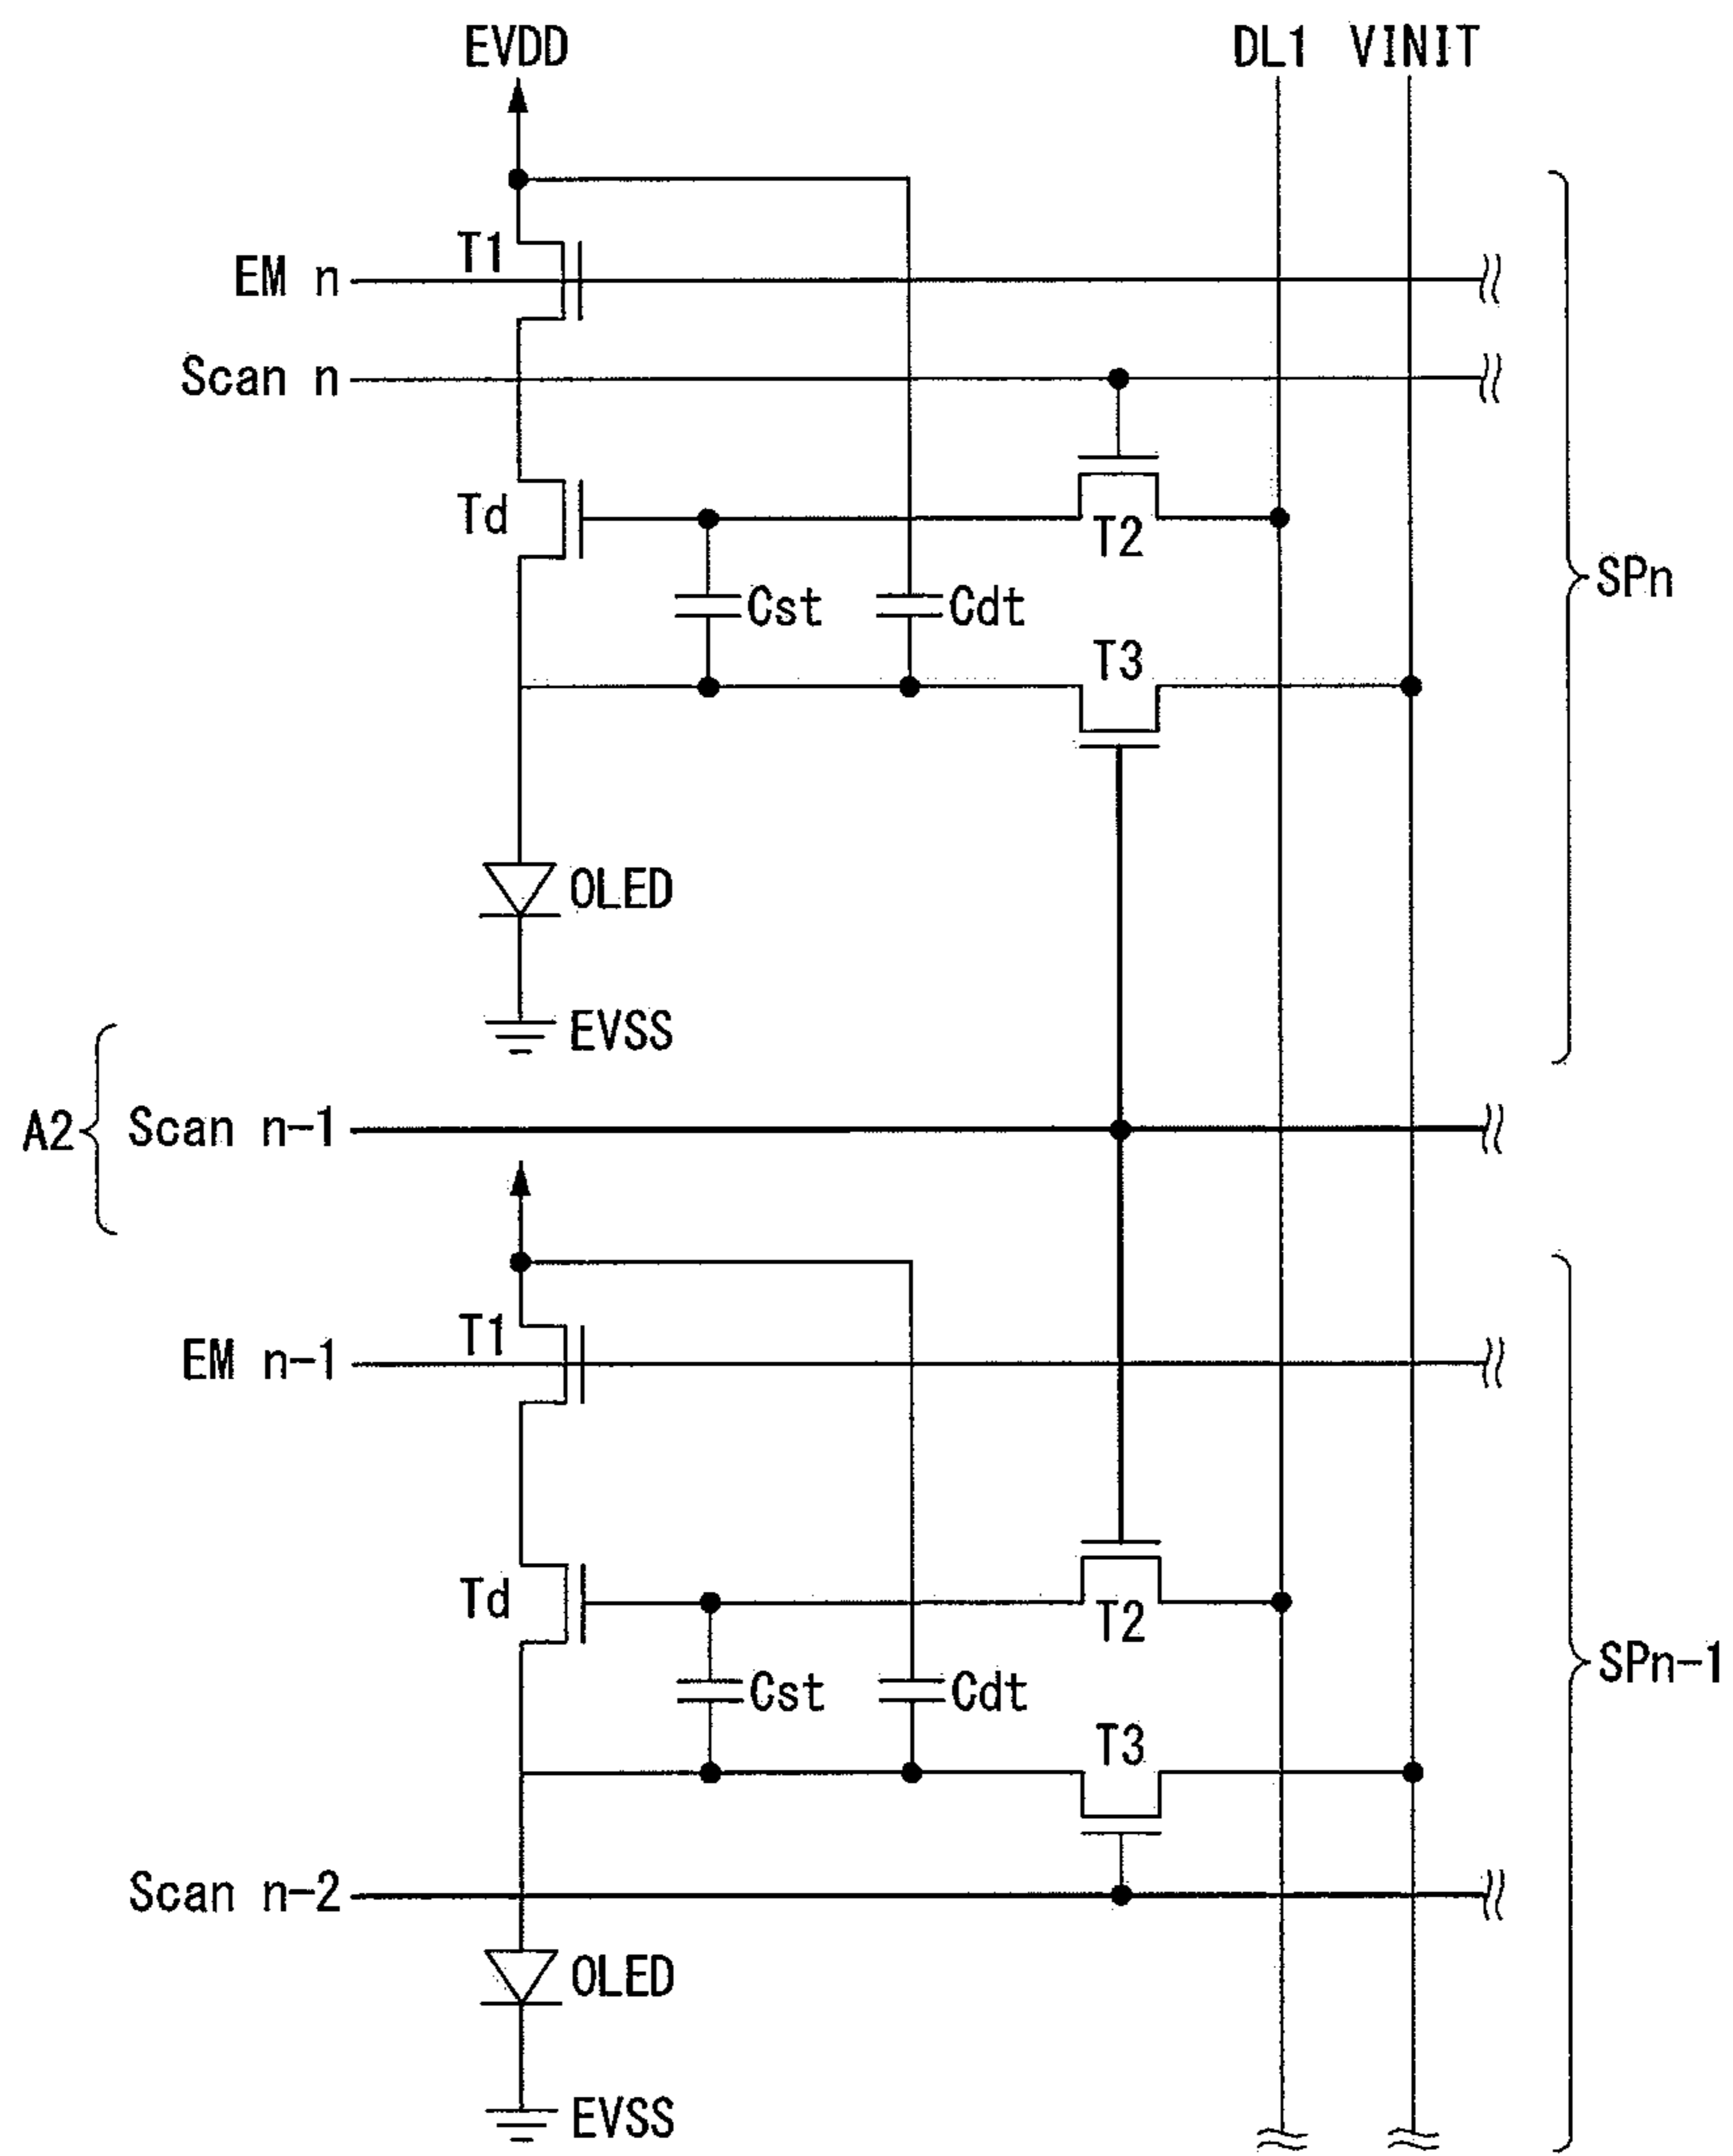 EVDD
DL1 VINIT
T1
EM n
Scan n
Td
T2
SPn
Cst
Cdt
T3
OLED
EVSS
A2
Scan n-1
T1
EM n-1
Td
T2
SPn-1
Cst
Cdt
T3
Scan n-2
OLED
EVSS